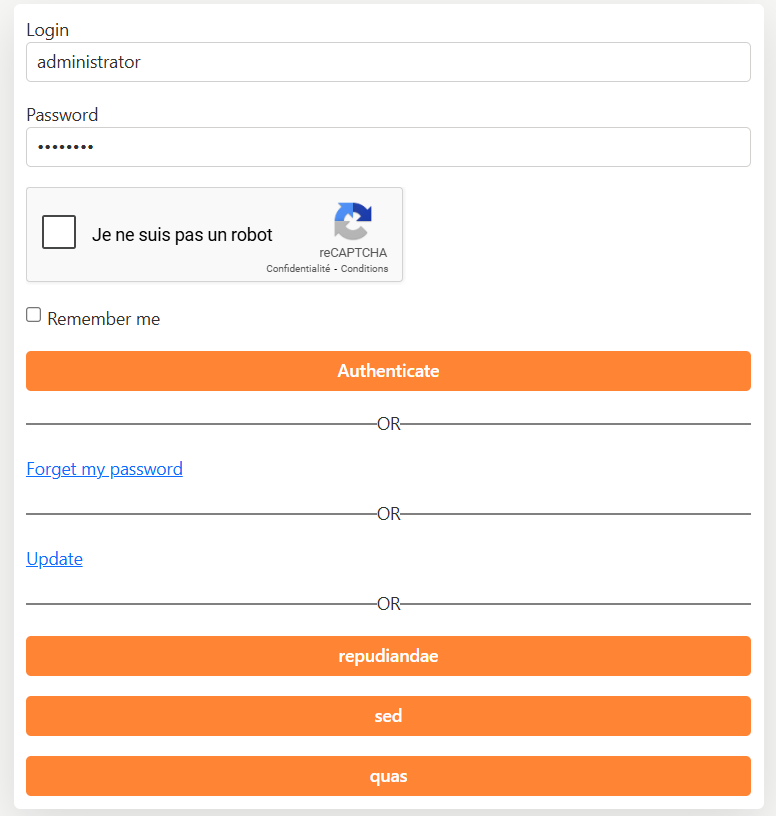 Login
administrator
Password
••••••••
Je ne suis pas un robot
reCAPTCHA
Confidentialité - Conditions
Remember me
Authenticate
OR
Forget my password
OR
Update
OR
repudiandae
sed
quas